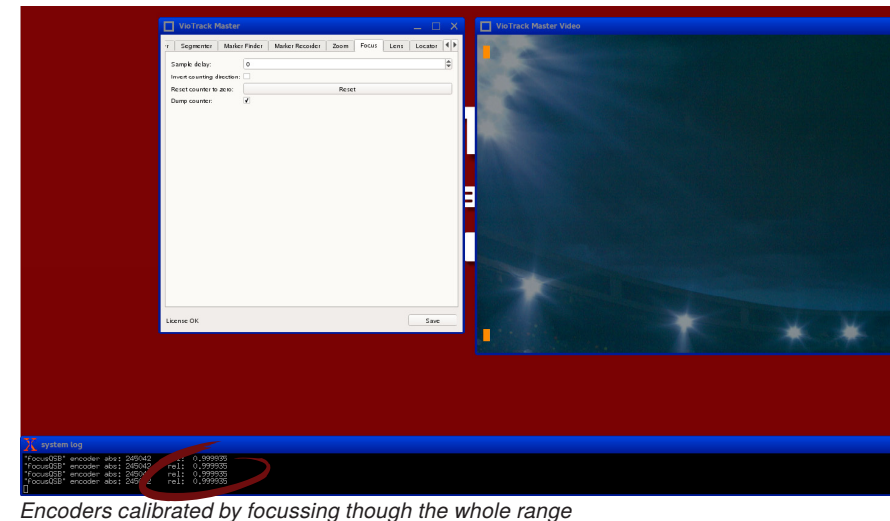 VioTrack Master
VioTrack Master Video
r Segmenter Marker Finder Marker Recorder Zoom Focus Lens Locator
Sample delay: 0
Invert counting direction:
Reset counter to zero: Reset
Dump counter:
License OK Save
system log
"FocusQSB" encoder abs: 245042 rel: 0.999935
"FocusQSB" encoder abs: 245042 rel: 0.999935
"FocusQSB" encoder abs: 245042 rel: 0.999935
"FocusQSB" encoder abs: 245042 rel: 0.999935
Encoders calibrated by focussing though the whole range